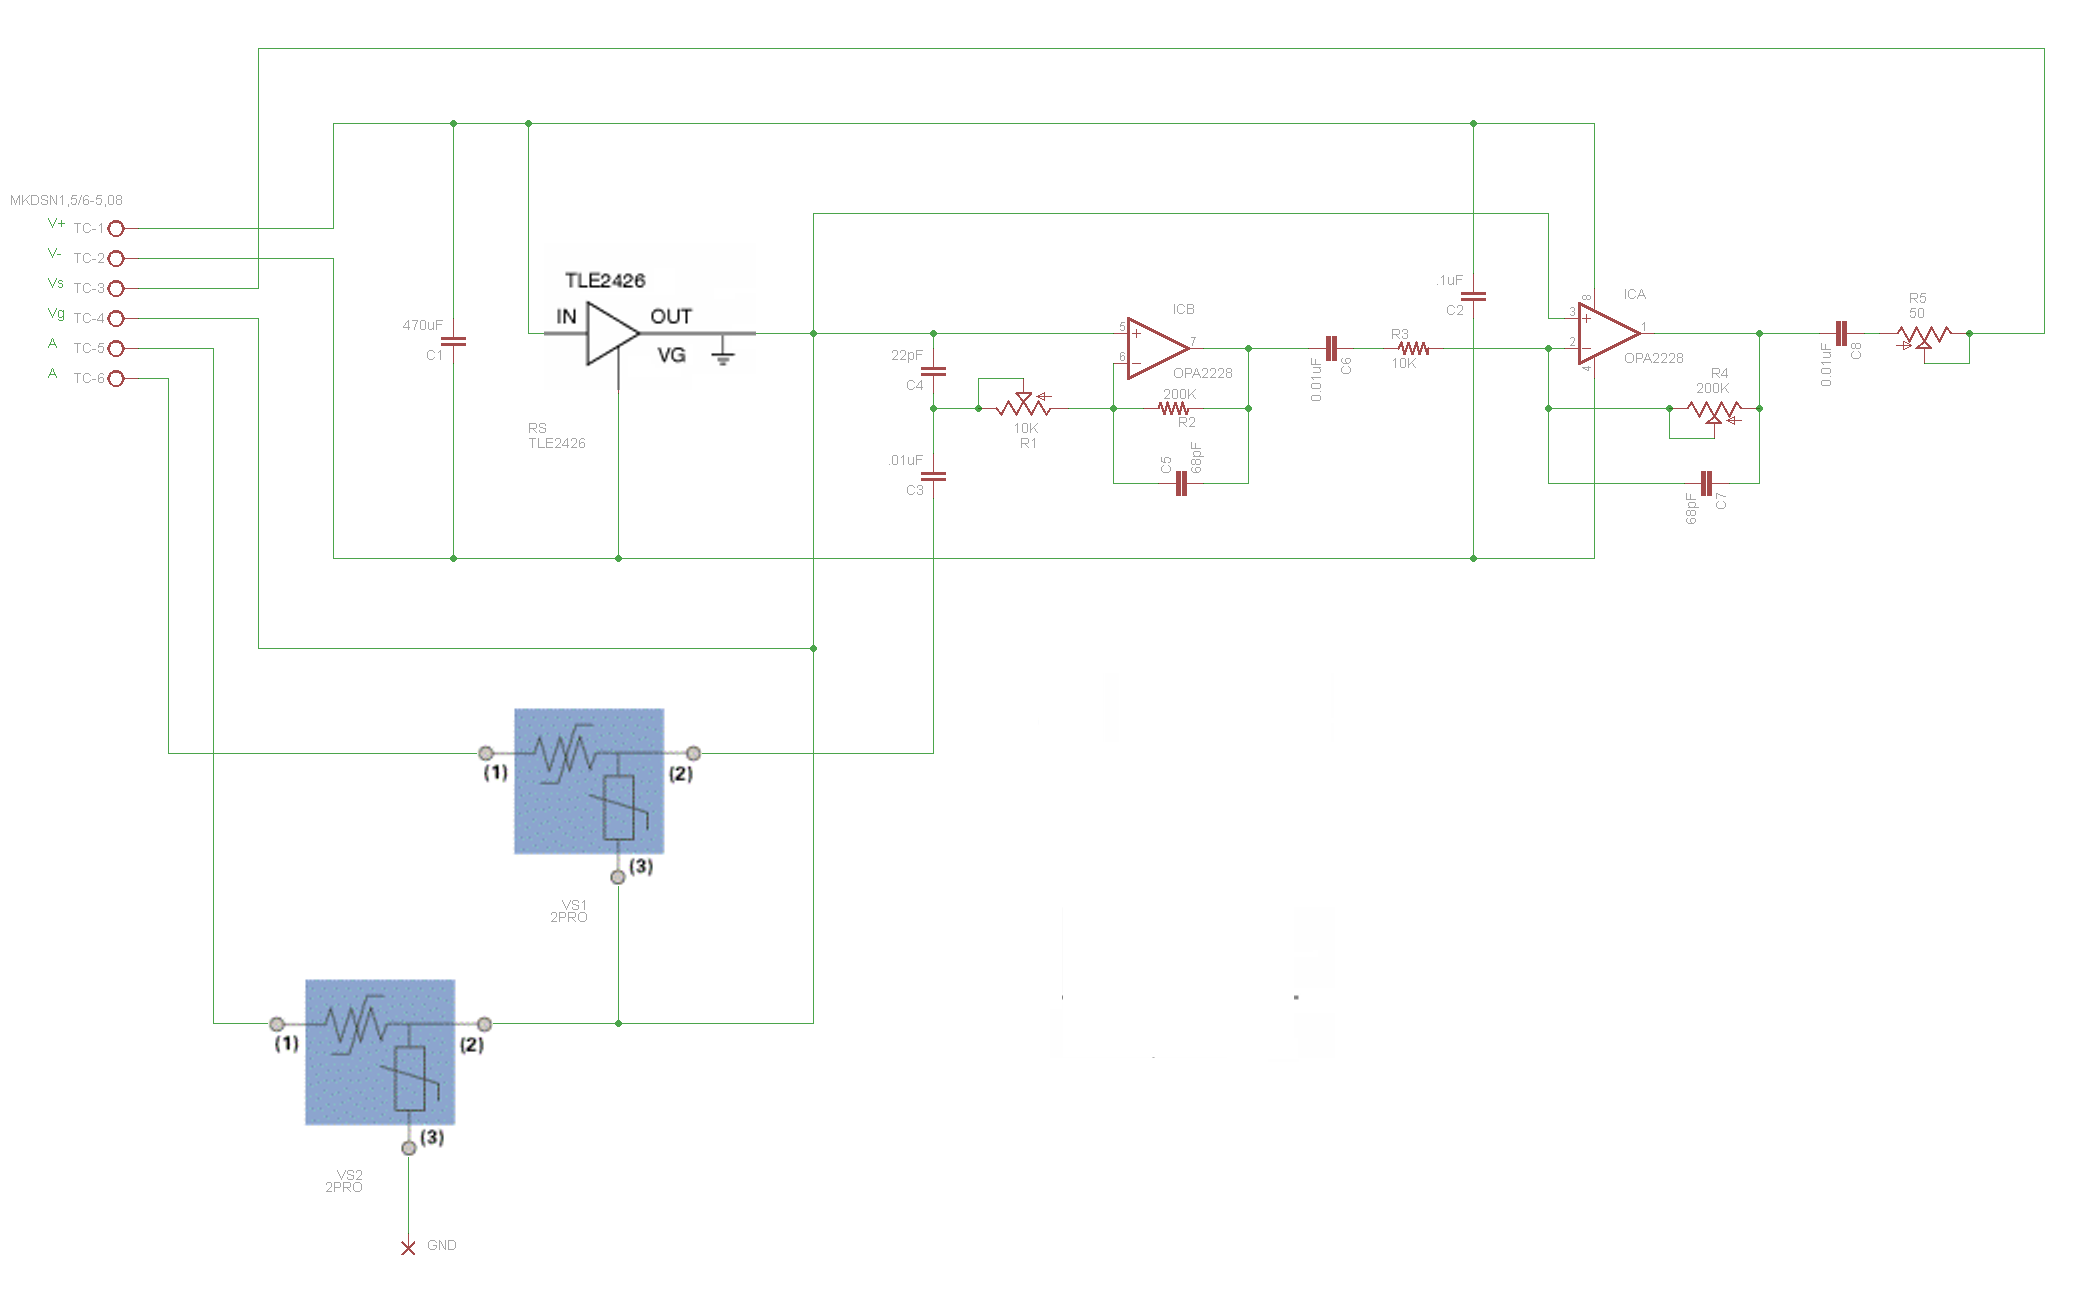 MKDSN1,5/6-5,08
V+ TC-1
V- TC-2
Vs TC-3
Vg TC-4
A TC-5
A TC-6
470uF
C1
TLE2426
IN
OUT
VG
RS
TLE2426
22pF
C4
.01uF
C3
10K
R1
ICB
5
6
7
OPA2228
200K
R2
C5
68pF
0.01uF
C6
R3
10K
.1uF
C2
ICA
8
3
2
1
4
OPA2228
R4
200K
68pF
C7
0.01uF
C8
R5
50
(1)
(2)
(3)
VS1
2PRO
(1)
(2)
(3)
VS2
2PRO
GND